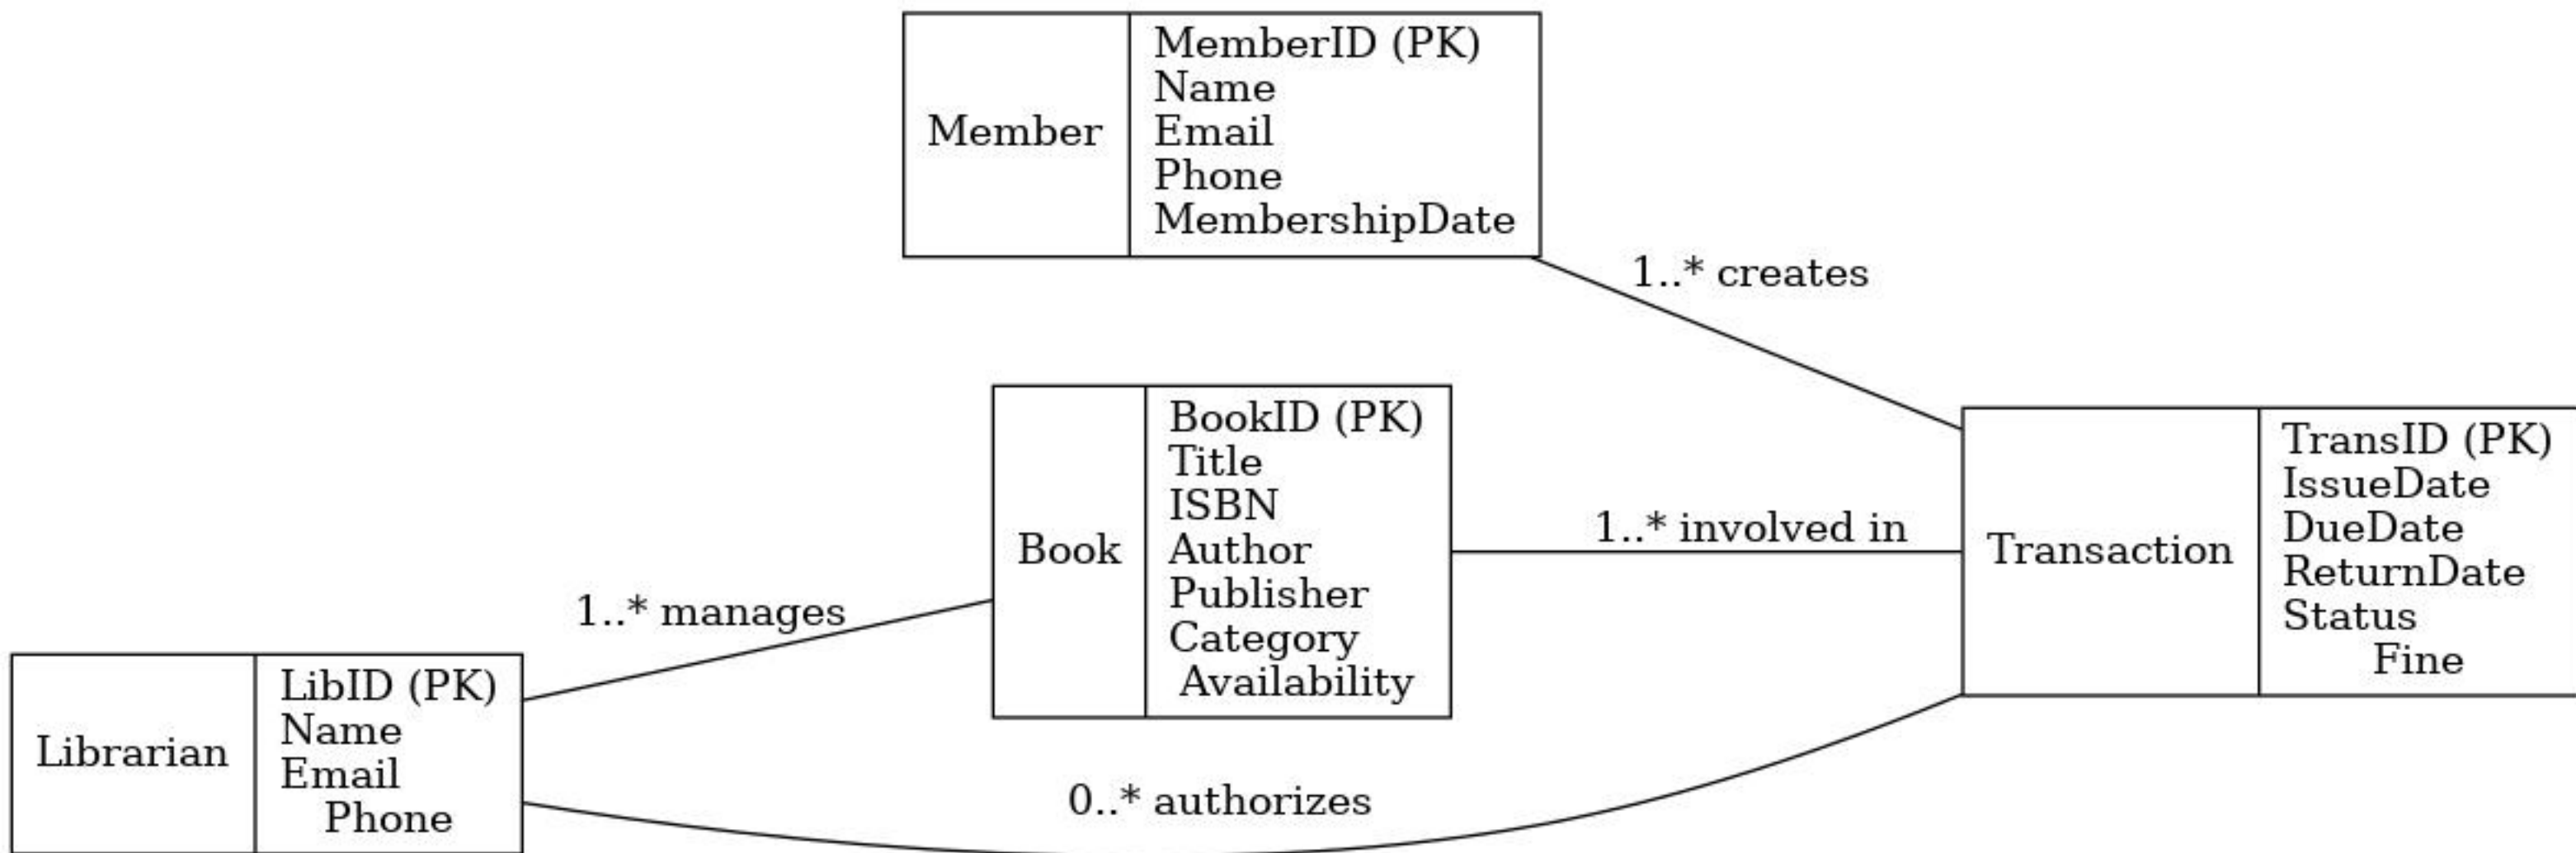 Member
MemberID (PK)
Name
Email
Phone
MembershipDate
1..* creates
Book
BookID (PK)
Title
ISBN
Author
Publisher
Category
Availability
1..* involved in
Transaction
TransID (PK)
IssueDate
DueDate
ReturnDate
Status
Fine
1..* manages
Librarian
LibID (PK)
Name
Email
Phone
0..* authorizes